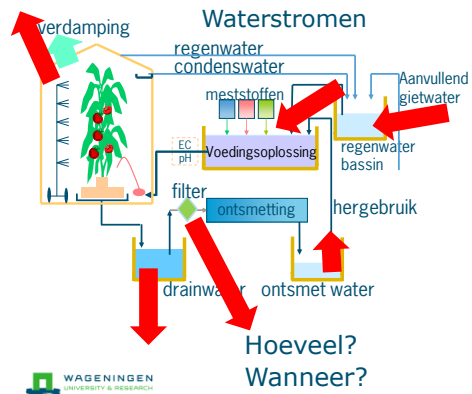 Waterstromen
verdamping
regenwater
condenswater
Aanvullend
gietwater
meststoffen
EC
pH
Voedingsoplossing
regenwater
bassin
filter
ontsmetting
hergebruik
drainwater
ontsmet water
Hoeveel?
Wanneer?
WAGENINGEN
UNIVERSITY & RESEARCH